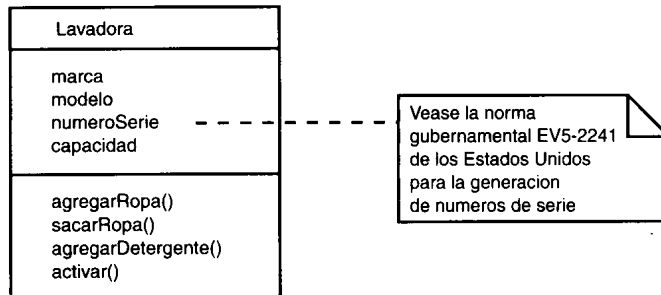 Lavadora
marca
modelo
numeroSerie
capacidad
agregarRopa()
sacarRopa()
agregarDetergente()
activar()
Vease la norma
gubernamental EV5-2241
de los Estados Unidos
para la generacion
de numeros de serie